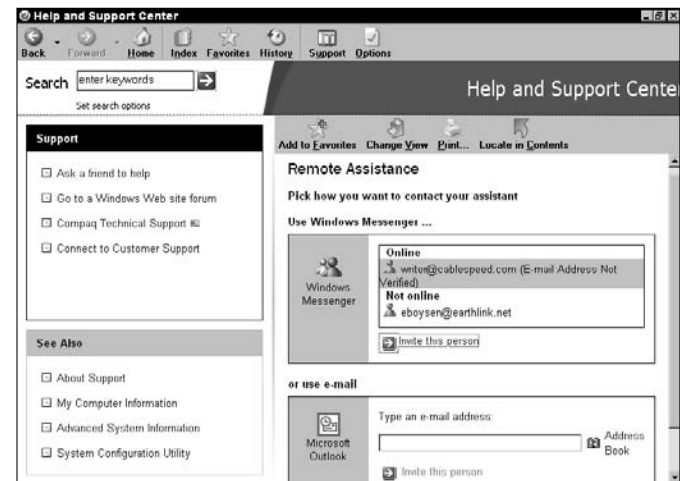 Help and Support Center
Back Forward Home Index Favorites History Support Options
Search enter keywords
Set search options
Help and Support Cente
Support
Ask a friend to help
Go to a Windows Web site forum
Compaq Technical Support
Connect to Customer Support
See Also
About Support
My Computer Information
Advanced System Information
System Configuration Utility
Add to Favorites Change View Print... Locate in Contents
Remote Assistance
Pick how you want to contact your assistant
Use Windows Messenger ...
Windows
Messenger
Online
writer@cablespeed.com (E-mail Address Not
Verified)
Not online
eboysen@earthlink.net
Invite this person
or use e-mail
Microsoft
Outlook
Type an e-mail address:
Address
Book
Invite this person